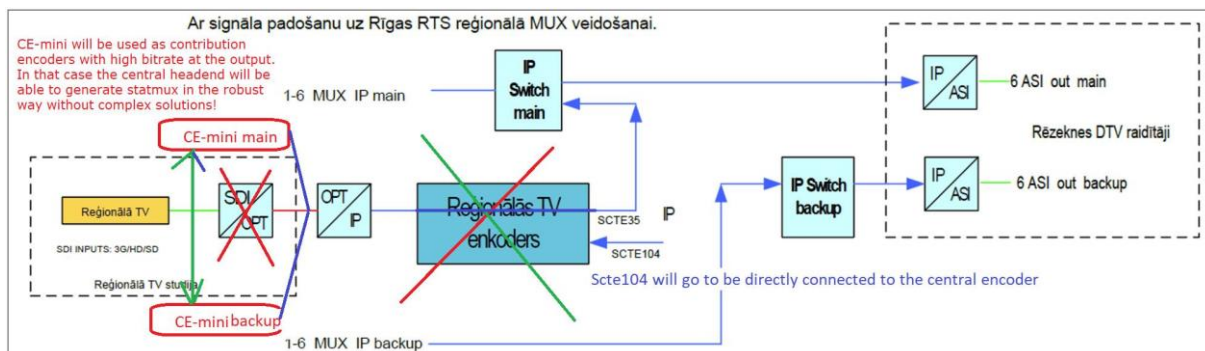 Ar signāla padošanu uz Rīgas RTS reģionālā MUX veidošanai.
CE-mini will be used as contribution
encoders with high bitrate at the output.
In that case the central headend will be
able to generate statmux in the robust
way without complex solutions!
1-6 MUX IP main
IP
Switch
main
IP
ASI
6 ASI out main
CE-mini main
Rēzeknes DTV raidītāji
Reģionālā TV
SDI
OPT
OPT
IP
Reģionālās TV
enkoders
SCTE35
IP
SCTE104
IP Switch
backup
IP
ASI
6 ASI out backup
SDI INPUTS: 3G/HD/SD
Reģionālā TV studija
Scte104 will go to be directly connected to the central encoder
CE-mini backup
1-6 MUX IP backup